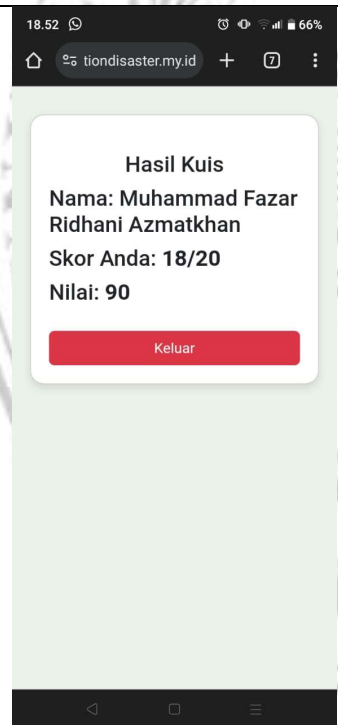 18.52 66%
tiondisaster.my.id 7
Hasil Kuis
Nama: Muhammad Fazar
Ridhani Azmatkhan
Skor Anda: 18/20
Nilai: 90
Keluar